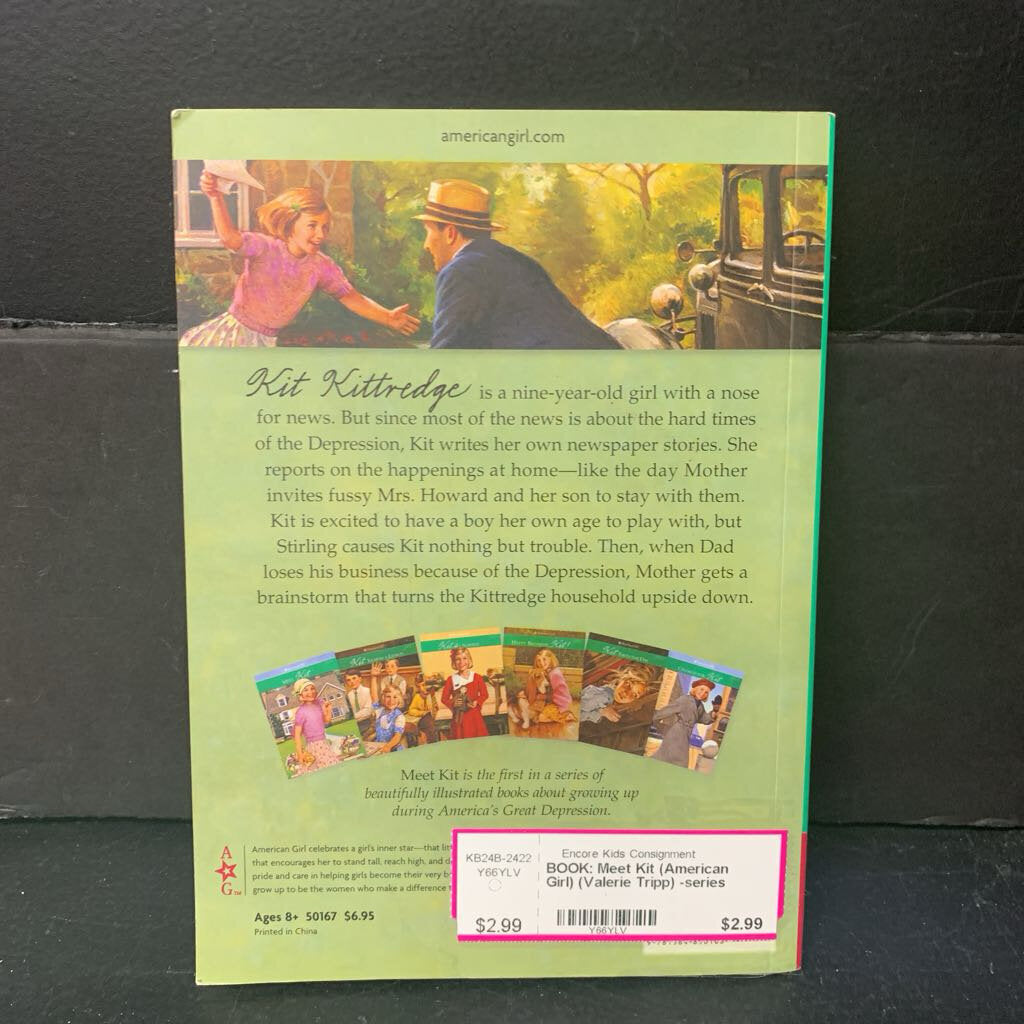 americangirl.com
Kit Kittredge is a nine-year-old girl with a nose
for news. But since most of the news is about the hard times
of the Depression, Kit writes her own newspaper stories. She
reports on the happenings at home—like the day Mother
invites fussy Mrs. Howard and her son to stay with them.
Kit is excited to have a boy her own age to play with, but
Stirling causes Kit nothing but trouble. Then, when Dad
loses his business because of the Depression, Mother gets a
brainstorm that turns the Kittredge household upside down.
Meet Kit is the first in a series of
beautifully illustrated books about growing up
during America's Great Depression.
A
G™
American Girl celebrates a girl's inner star—that
that encourages her to stand tall, reach high, and
pride and care in helping girls become their very
grow up to be the women who make a difference
Ages 8+ 50167 $6.95
Printed in China
KB24B-2422
Y66YLV
$2.99
Encore Kids Consignment
BOOK: Meet Kit (American
Girl) (Valerie Tripp) -series
Y66YLV
$2.99